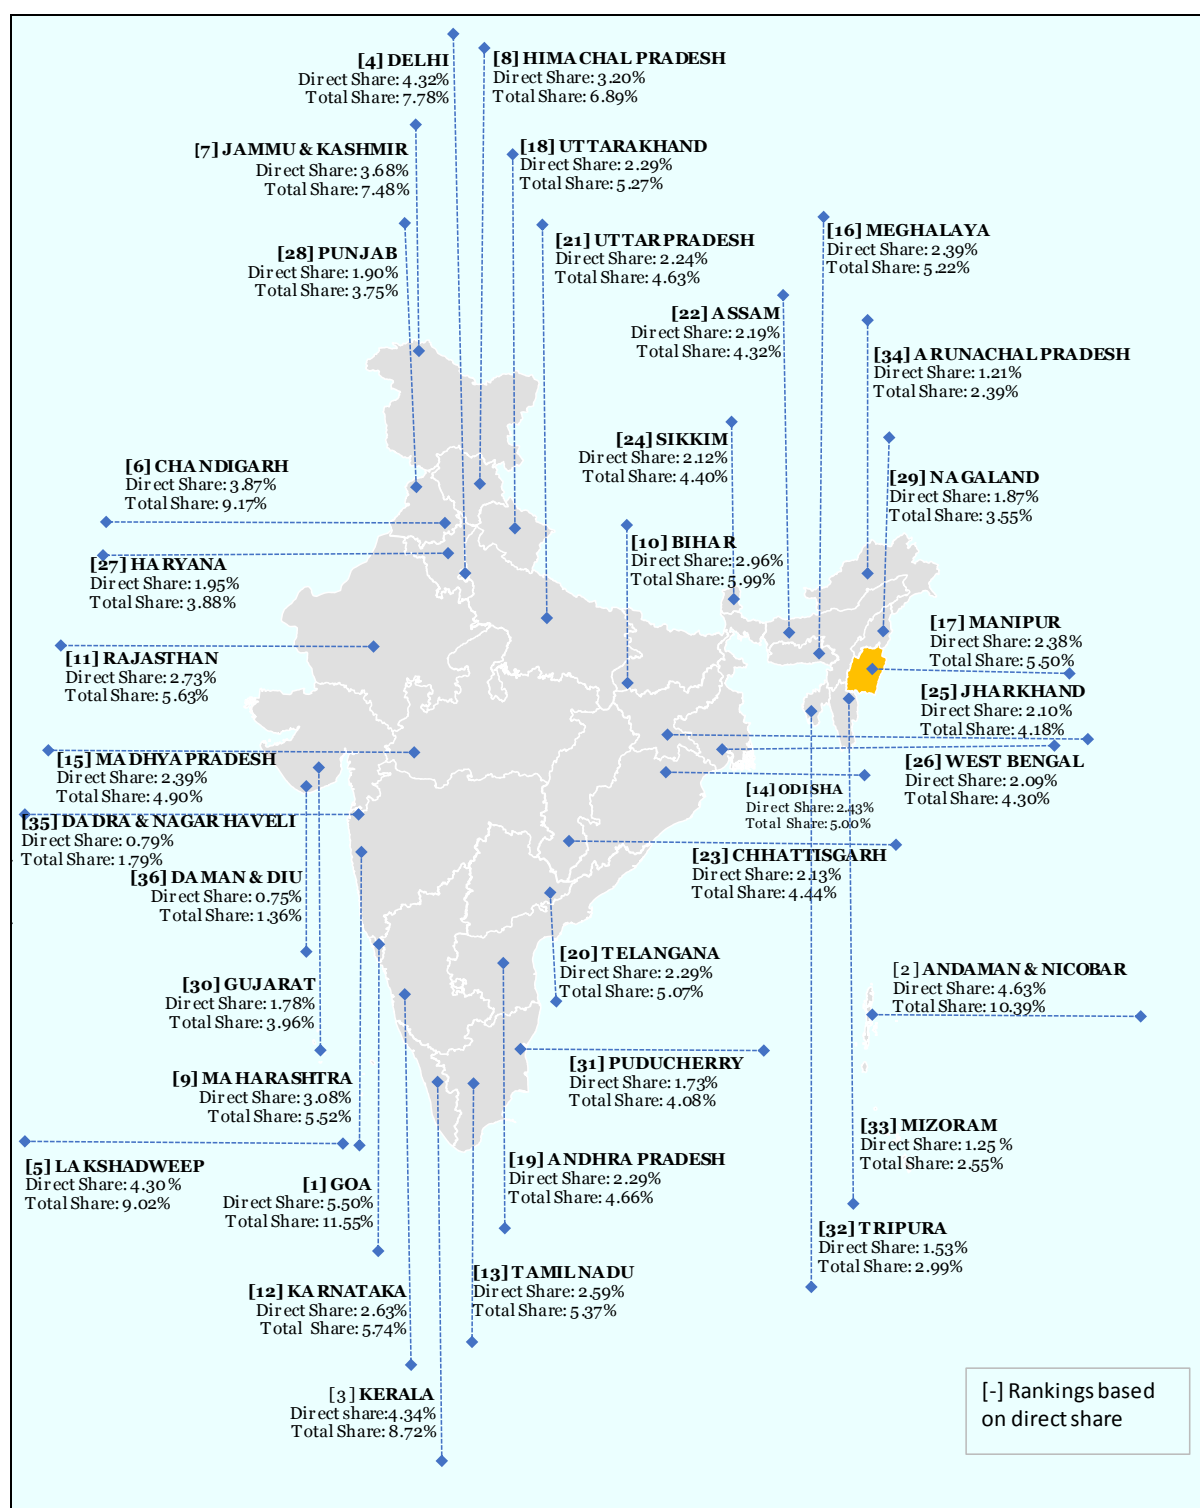 [4] DELHI
Direct Share: 4.32%
Total Share: 7.78%
[8] HIMACHAL PRADESH
Direct Share: 3.20%
Total Share: 6.89%
[7] JAMMU & KASHMIR
Direct Share: 3.68%
Total Share: 7.48%
[18] UTTARAKHAND
Direct Share: 2.29%
Total Share: 5.27%
[28] PUNJAB
Direct Share: 1.90%
Total Share: 3.75%
[21] UTTAR PRADESH
Direct Share: 2.24%
Total Share: 4.63%
[16] MEGHALAYA
Direct Share: 2.39%
Total Share: 5.22%
[22] ASSAM
Direct Share: 2.19%
Total Share: 4.32%
[34] ARUNACHAL PRADESH
Direct Share: 1.21%
Total Share: 2.39%
[24] SIKKIM
Direct Share: 2.12%
Total Share: 4.40%
[6] CHANDIGARH
Direct Share: 3.87%
Total Share: 9.17%
[29] NAGALAND
Direct Share: 1.87%
Total Share: 3.55%
[10] BIHAR
Direct Share: 2.96%
Total Share: 5.99%
[27] HARYANA
Direct Share: 1.95%
Total Share: 3.88%
[17] MANIPUR
Direct Share: 2.38%
Total Share: 5.50%
[11] RAJASTHAN
Direct Share: 2.73%
Total Share: 5.63%
[25] JHARKHAND
Direct Share: 2.10%
Total Share: 4.18%
[15] MADHYA PRADESH
Direct Share: 2.39%
Total Share: 4.90%
[26] WEST BENGAL
Direct Share: 2.09%
Total Share: 4.30%
[14] ODISHA
Direct Share: 2.43%
Total Share: 5.00%
[35] DADRA & NAGAR HAVELI
Direct Share: 0.79%
Total Share: 1.79%
[23] CHHATTISGARH
Direct Share: 2.13%
Total Share: 4.44%
[36] DAMAN & DIU
Direct Share: 0.75%
Total Share: 1.36%
[20] TELANGANA
Direct Share: 2.29%
Total Share: 5.07%
[2] ANDAMAN & NICOBAR
Direct Share: 4.63%
Total Share: 10.39%
[30] GUJARAT
Direct Share: 1.78%
Total Share: 3.96%
[31] PUDUCHERRY
Direct Share: 1.73%
Total Share: 4.08%
[9] MAHARASHTRA
Direct Share: 3.08%
Total Share: 5.52%
[33] MIZORAM
Direct Share: 1.25 %
Total Share: 2.55%
[5] LAKSHADWEEP
Direct Share: 4.30 %
Total Share: 9.02%
[1] GOA
Direct Share: 5.50%
Total Share: 11.55%
[19] ANDHRA PRADESH
Direct Share: 2.29%
Total Share: 4.66%
[32] TRIPURA
Direct Share: 1.53%
Total Share: 2.99%
[13] TAMIL NADU
Direct Share: 2.59%
Total Share: 5.37%
[12] KARNATAKA
Direct Share: 2.63%
Total Share: 5.74%
[3] KERALA
Direct share:4.34%
Total Share: 8.72%
[-] Rankings based
on direct share